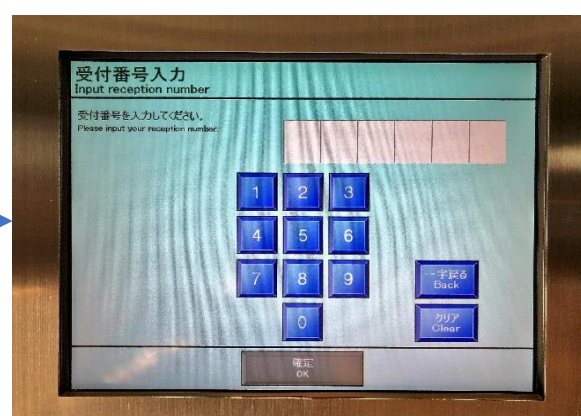 受付番号入力
Input reception number
受付番号を入力してください。
Please input your reception number.
1 2 3
4 5 6
7 8 9
一字戻る
Back
0
クリア
Clear
確定
OK